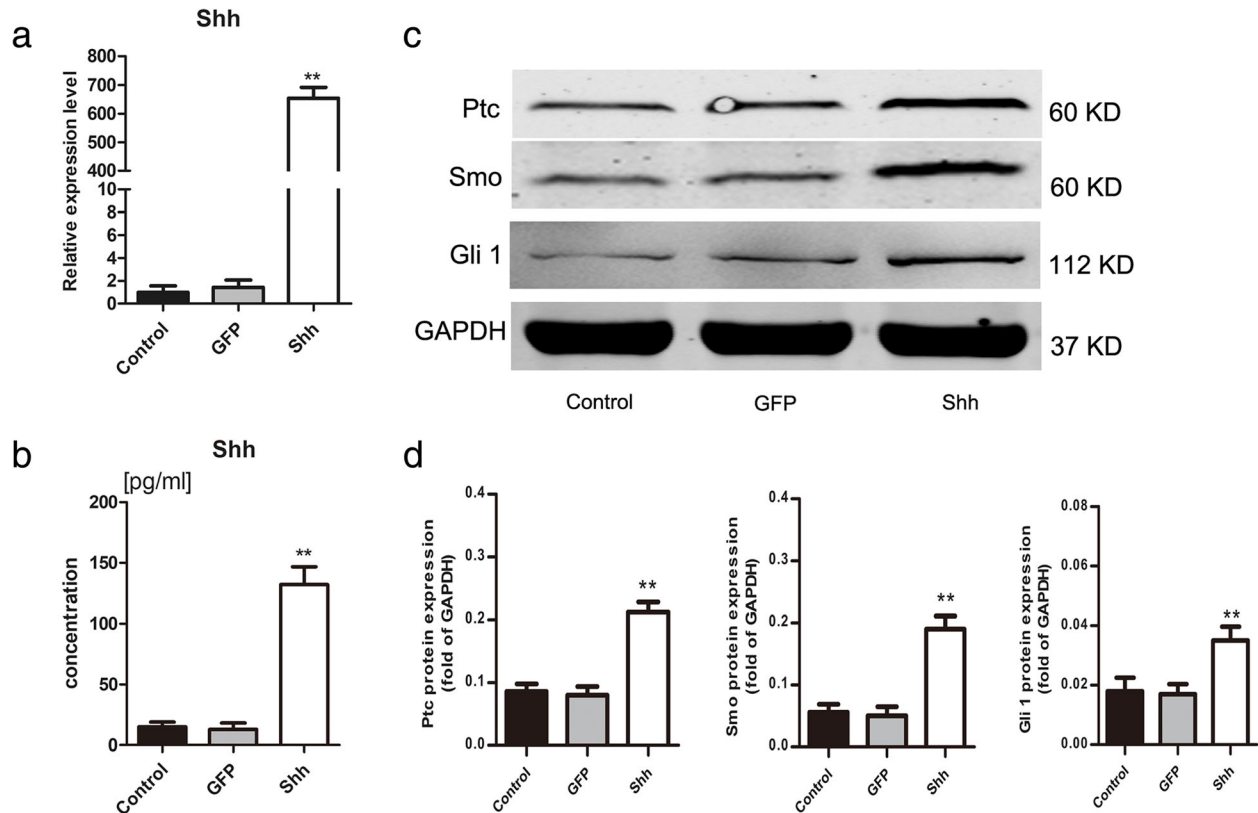 a
Shh
Relative expression level
800
700
600
500
400
10
8
6
4
2
0
**
Control
GFP
Shh
b
Shh
[pg/ml]
concentration
200
150
100
50
0
**
Control
GFP
Shh
c
Ptc
60 KD
Smo
60 KD
Gli 1
112 KD
GAPDH
37 KD
Control GFP Shh
d
Ptc protein expression
(fold of GAPDH)
0.4
0.3
0.2
0.1
0.0
**
Control
GFP
Shh
Smo protein expression
(fold of GAPDH)
0.4
0.3
0.2
0.1
0.0
**
Control
GFP
Shh
Gli 1 protein expression
(fold of GAPDH)
0.08
0.06
0.04
0.02
0.00
**
Control
GFP
Shh